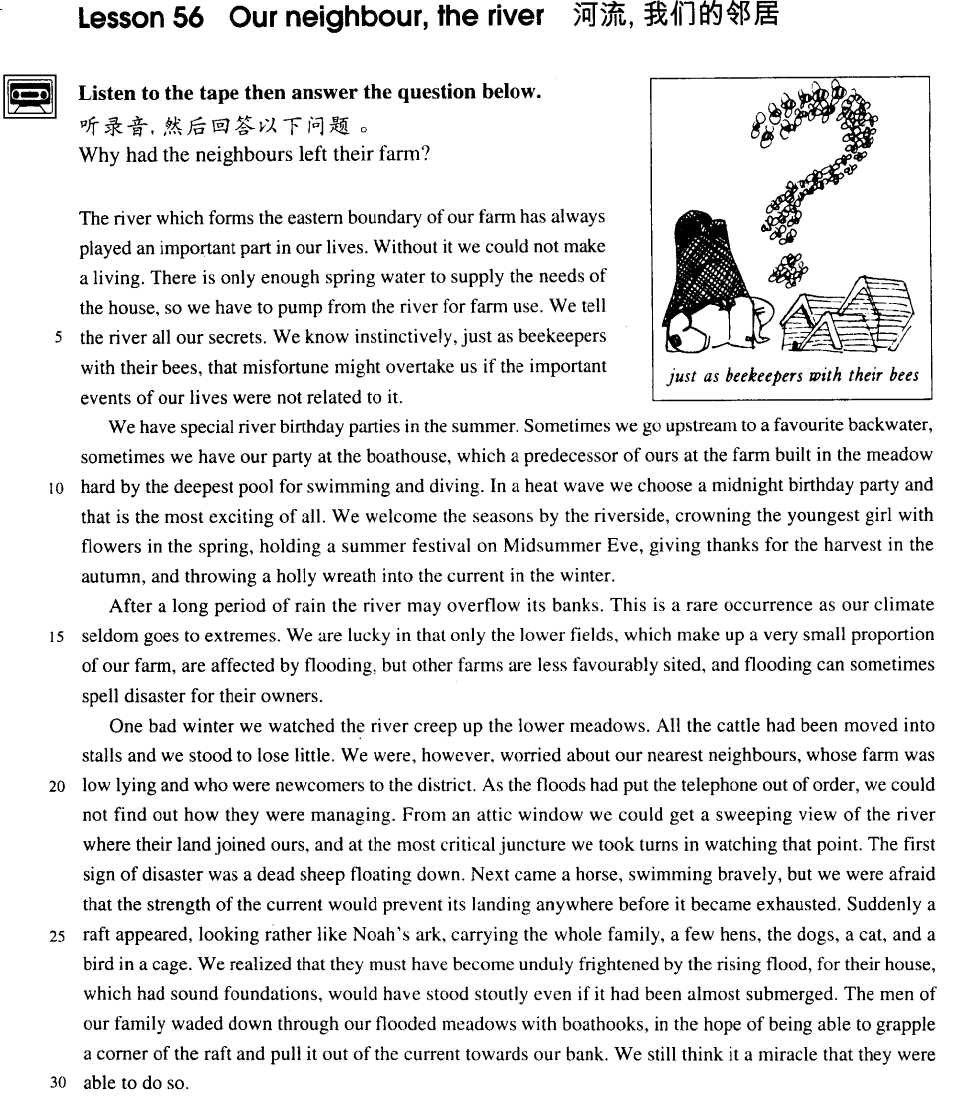 Lesson 56 Our neighbour, the river 河流, 我们的邻居
Listen to the tape then answer the question below.
听录音, 然后回答以下问题。
Why had the neighbours left their farm?
The river which forms the eastern boundary of our farm has always
played an important part in our lives. Without it we could not make
a living. There is only enough spring water to supply the needs of
the house, so we have to pump from the river for farm use. We tell
5 the river all our secrets. We know instinctively, just as beekeepers
with their bees, that misfortune might overtake us if the important
events of our lives were not related to it.
just as beekeepers with their bees
We have special river birthday parties in the summer. Sometimes we go upstream to a favourite backwater,
sometimes we have our party at the boathouse, which a predecessor of ours at the farm built in the meadow
10 hard by the deepest pool for swimming and diving. In a heat wave we choose a midnight birthday party and
that is the most exciting of all. We welcome the seasons by the riverside, crowning the youngest girl with
flowers in the spring, holding a summer festival on Midsummer Eve, giving thanks for the harvest in the
autumn, and throwing a holly wreath into the current in the winter.
After a long period of rain the river may overflow its banks. This is a rare occurrence as our climate
15 seldom goes to extremes. We are lucky in that only the lower fields, which make up a very small proportion
of our farm, are affected by flooding, but other farms are less favourably sited, and flooding can sometimes
spell disaster for their owners.
One bad winter we watched the river creep up the lower meadows. All the cattle had been moved into
stalls and we stood to lose little. We were, however, worried about our nearest neighbours, whose farm was
20 low lying and who were newcomers to the district. As the floods had put the telephone out of order, we could
not find out how they were managing. From an attic window we could get a sweeping view of the river
where their land joined ours, and at the most critical juncture we took turns in watching that point. The first
sign of disaster was a dead sheep floating down. Next came a horse, swimming bravely, but we were afraid
that the strength of the current would prevent its landing anywhere before it became exhausted. Suddenly a
25 raft appeared, looking rather like Noah's ark, carrying the whole family, a few hens, the dogs, a cat, and a
bird in a cage. We realized that they must have become unduly frightened by the rising flood, for their house,
which had sound foundations, would have stood stoutly even if it had been almost submerged. The men of
our family waded down through our flooded meadows with boathooks, in the hope of being able to grapple
a corner of the raft and pull it out of the current towards our bank. We still think it a miracle that they were
30 able to do so.